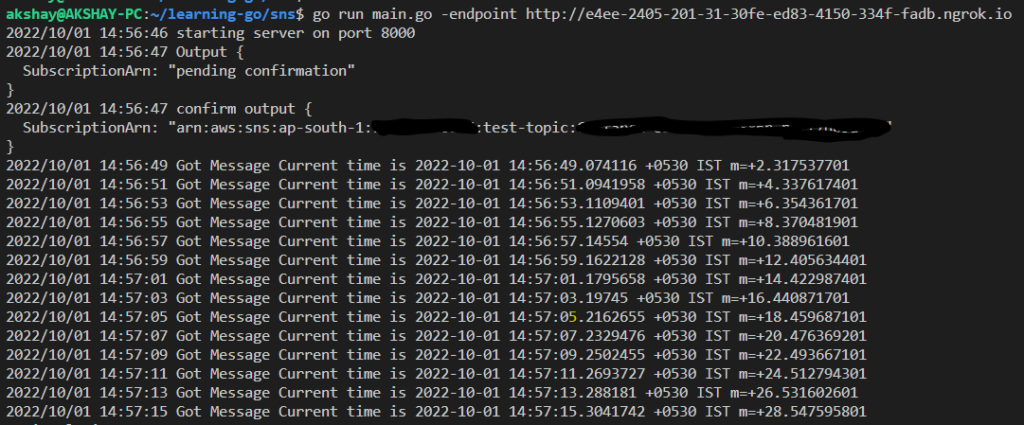 akshay@AKSHAY-PC:~/learning-go/sns$ go run main.go -endpoint http://e4ee-2405-201-31-30fe-ed83-4150-334f-fadb.ngrok.io
2022/10/01 14:56:46 starting server on port 8000
2022/10/01 14:56:47 Output {
  SubscriptionArn: "pending confirmation"
}
2022/10/01 14:56:47 confirm output {
  SubscriptionArn: "arn:aws:sns:ap-south-1: :test-topic:
}
2022/10/01 14:56:49 Got Message Current time is 2022-10-01 14:56:49.074116 +0530 IST m=+2.317537701
2022/10/01 14:56:51 Got Message Current time is 2022-10-01 14:56:51.0941958 +0530 IST m=+4.337617401
2022/10/01 14:56:53 Got Message Current time is 2022-10-01 14:56:53.1109401 +0530 IST m=+6.354361701
2022/10/01 14:56:55 Got Message Current time is 2022-10-01 14:56:55.1270603 +0530 IST m=+8.370481901
2022/10/01 14:56:57 Got Message Current time is 2022-10-01 14:56:57.14554 +0530 IST m=+10.388961601
2022/10/01 14:56:59 Got Message Current time is 2022-10-01 14:56:59.1622128 +0530 IST m=+12.405634401
2022/10/01 14:57:01 Got Message Current time is 2022-10-01 14:57:01.1795658 +0530 IST m=+14.422987401
2022/10/01 14:57:03 Got Message Current time is 2022-10-01 14:57:03.19745 +0530 IST m=+16.440871701
2022/10/01 14:57:05 Got Message Current time is 2022-10-01 14:57:05.2162655 +0530 IST m=+18.459687101
2022/10/01 14:57:07 Got Message Current time is 2022-10-01 14:57:07.2329476 +0530 IST m=+20.476369201
2022/10/01 14:57:09 Got Message Current time is 2022-10-01 14:57:09.2502455 +0530 IST m=+22.493667101
2022/10/01 14:57:11 Got Message Current time is 2022-10-01 14:57:11.2693727 +0530 IST m=+24.512794301
2022/10/01 14:57:13 Got Message Current time is 2022-10-01 14:57:13.288181 +0530 IST m=+26.531602601
2022/10/01 14:57:15 Got Message Current time is 2022-10-01 14:57:15.3041742 +0530 IST m=+28.547595801